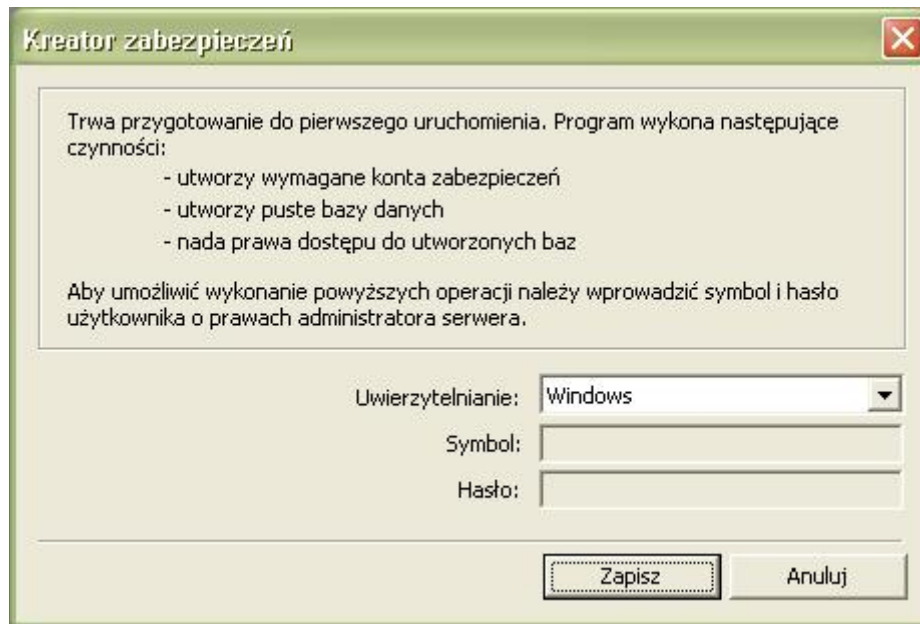 Kreator zabezpieczeń
Trwa przygotowanie do pierwszego uruchomienia. Program wykona następujące
czynności:
- utworzy wymagane konta zabezpieczeń
- utworzy puste bazy danych
- nada prawa dostępu do utworzonych baz
Aby umożliwić wykonanie powyższych operacji należy wprowadzić symbol i hasło
użytkownika o prawach administratora serwera.
Uwierzytelnianie: Windows
Symbol:
Hasło:
Zapisz Anuluj